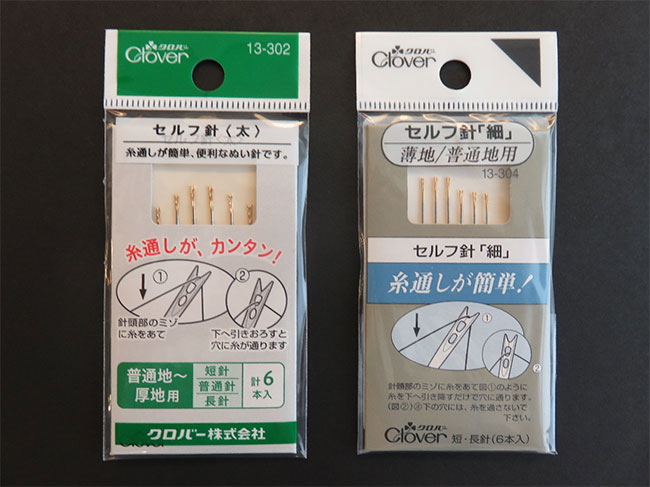 クロバー
Clover
13-302
セルフ針〈太〉
糸通しが簡単、便利なぬい針です。
糸通しが、カンタン!
①
②
針頭部のミゾ
に糸をあて
下へ引きおろすと
穴に糸が通ります
普通地〜
厚地用
短針
普通針
長針
計6
本入
クロバー株式会社
クロバー
Clover
セルフ針「細」
薄地/普通地用
13-304
セルフ針「細」
糸通しが簡単!
①
②
針頭部のミゾに糸をあて図①のように
糸を下へ引き降すだけで穴に通ります。
(図②)
下の穴には、糸を通さないで
下さい。
クロバー
Clover
短・長針(6本入)